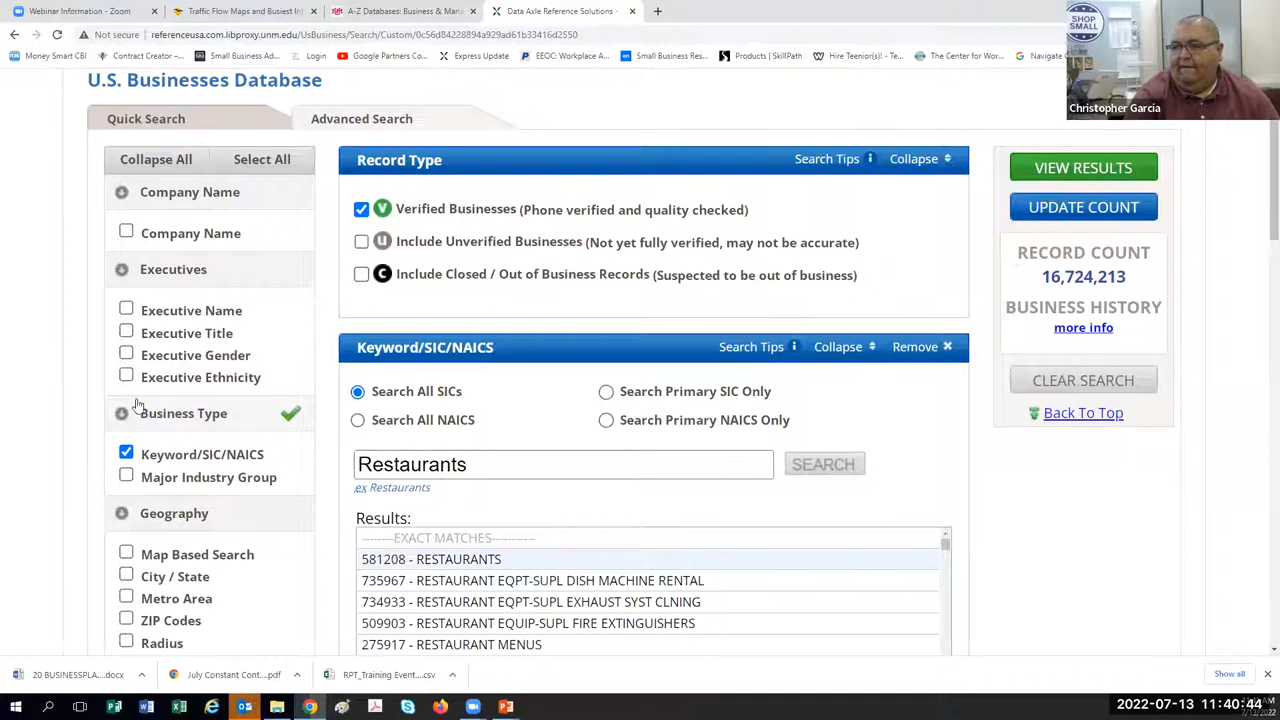 Webinar Information - Zoom
Traffic Flow Maps and Busiest Int
A-Z Databases: Business & Mana
Data Axle Reference Solutions -
Not secure
referenceusa.com.libproxy.unm.edu/UsBusiness/Sear
6d84228894a929ad61b33416d2550
Money Smart CBI
Contract Creator —...
Small Business Ad...
Login
Google Partners Co...
Express Update
EEOC: Workplace A...
Small Business Res...
Products | SkillPath
Hire Teenior(s)! - Te...
The Center for Wor...
Navigate
SHOP
SMALL
Christopher Garcia
U.S. Businesses Database
Quick Search
Advanced Search
Collapse All
Select All
Company Name
Company Name
Executives
Executive Name
Executive Title
Executive Gender
Executive Ethnicity
Business Type
Keyword/SIC/NAICS
Major Industry Group
Geography
Map Based Search
City / State
Metro Area
ZIP Codes
Radius
Record Type
Search Tips
Collapse
Verified Businesses (Phone verified and quality checked)
Include Unverified Businesses (Not yet fully verified, may not be accurate)
Include Closed / Out of Business Records (Suspected to be out of business)
Keyword/SIC/NAICS
Search Tips
Collapse
Remove
Search All SICs
Search Primary SIC Only
Search All NAICS
Search Primary NAICS Only
Restaurants
SEARCH
ex Restaurants
Results:
--------EXACT MATCHES-----------
581208 - RESTAURANTS
735967 - RESTAURANT EQPT-SUPL DISH MACHINE RENTAL
734933 - RESTAURANT EQPT-SUPL EXHAUST SYST CLNING
509903 - RESTAURANT EQUIP-SUPL FIRE EXTINGUISHERS
275917 - RESTAURANT MENUS
VIEW RESULTS
UPDATE COUNT
RECORD COUNT
16,724,213
BUSINESS HISTORY
more info
CLEAR SEARCH
Back To Top
20 BUSINESSPLA....docx
July Constant Cont....pdf
RPT_Training Event....csv
Show all
2022-07-13 11:40:44